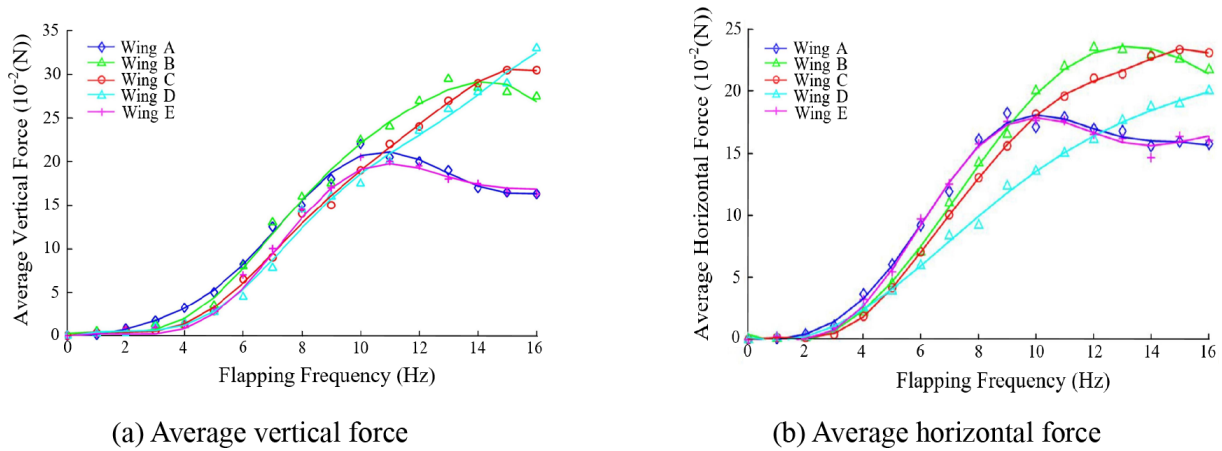 Average Vertical Force (10⁻²(N))
35
30
25
20
15
10
5
0
Wing A
Wing B
Wing C
Wing D
Wing E
0 2 4 6 8 10 12 14 16
Flapping Frequency (Hz)
(a) Average vertical force
Average Horizontal Force (10⁻²(N)
25
20
15
10
5
0
Wing A
Wing B
Wing C
Wing D
Wing E
0 2 4 6 8 10 12 14 16
Flapping Frequency (Hz)
(b) Average horizontal force